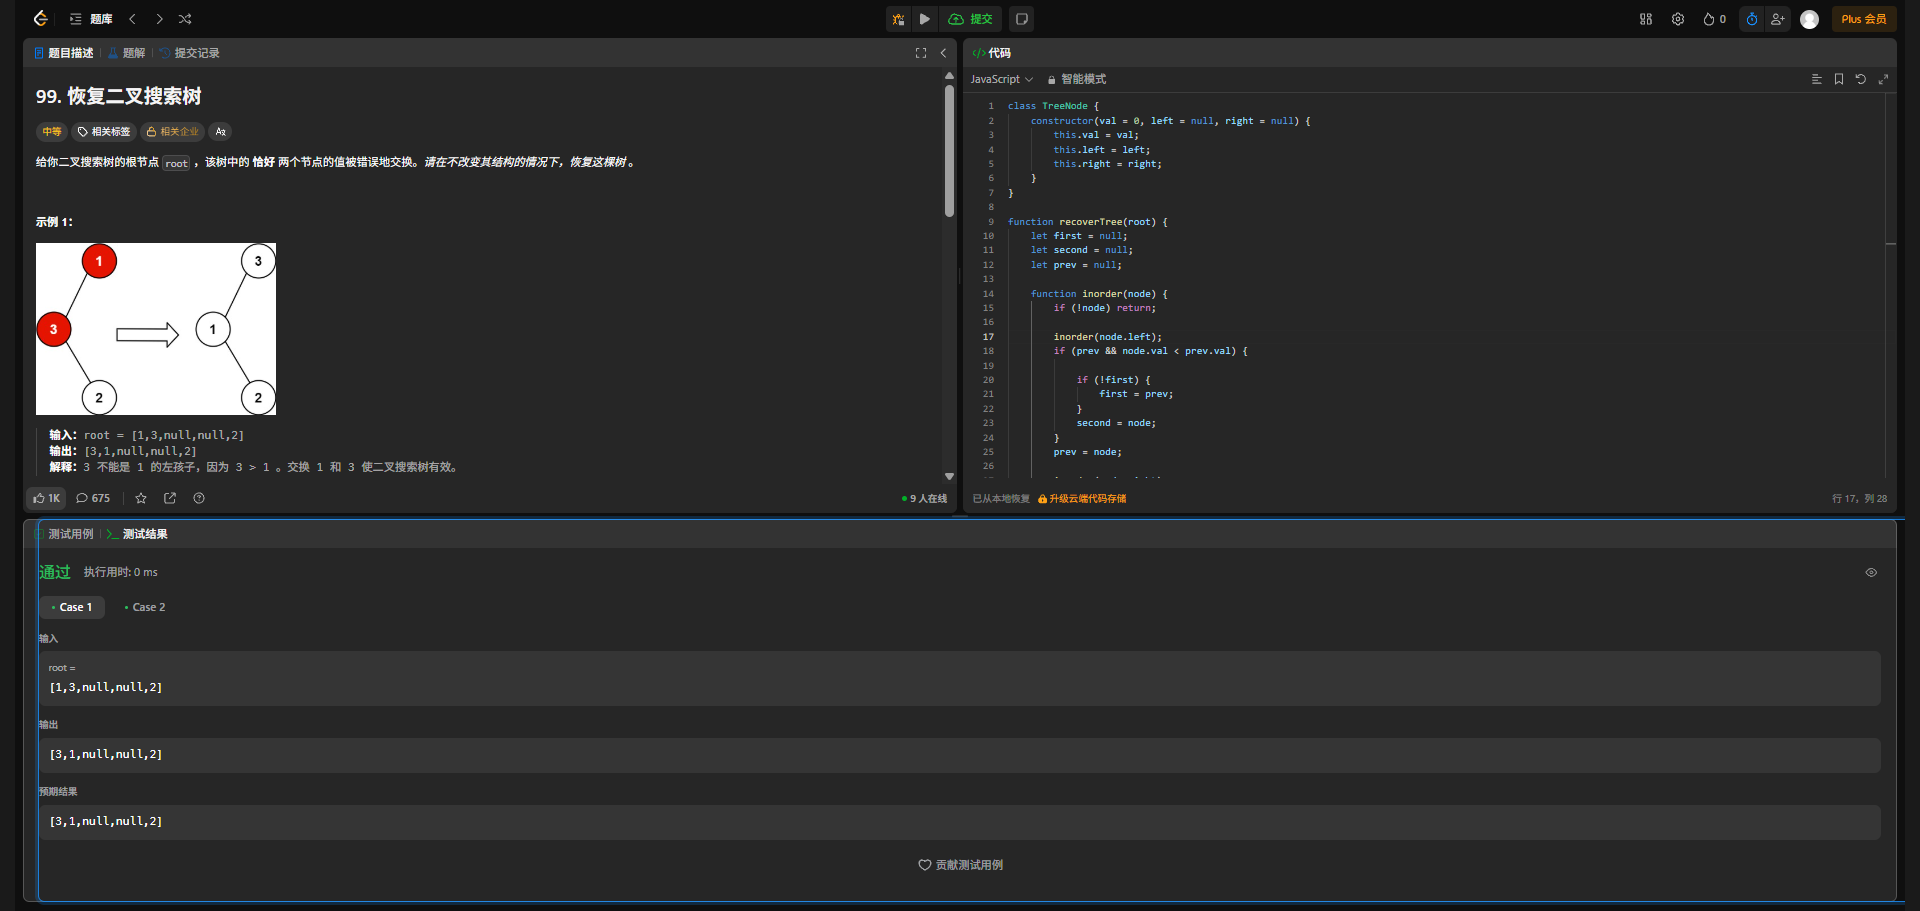 题库
提交
0
Plus 会员
题目描述
题解
提交记录
99. 恢复二叉搜索树
中等
相关标签
相关企业
给你二叉搜索树的根节点 root ，该树中的 恰好 两个节点的值被错误地交换。请在不改变其结构的情况下，恢复这棵树 。
示例 1：
1
3
3
1
2
2
输入：root = [1,3,null,null,2]
输出：[3,1,null,null,2]
解释：3 不能是 1 的左孩子，因为 3 > 1 。交换 1 和 3 使二叉搜索树有效。
1K
675
9 人在线
</>代码
JavaScript
智能模式
1 class TreeNode {
2 constructor(val = 0, left = null, right = null) {
3 this.val = val;
4 this.left = left;
5 this.right = right;
6 }
7 }
8
9 function recoverTree(root) {
10 let first = null;
11 let second = null;
12 let prev = null;
13
14 function inorder(node) {
15 if (!node) return;
16
17 inorder(node.left);
18 if (prev && node.val < prev.val) {
19
20 if (!first) {
21 first = prev;
22 }
23 second = node;
24 }
25 prev = node;
26
已从本地恢复
升级云端代码存储
行 17，列 28
测试用例
测试结果
通过
执行用时: 0 ms
Case 1
Case 2
输入
root =
[1,3,null,null,2]
输出
[3,1,null,null,2]
预期结果
[3,1,null,null,2]
贡献测试用例